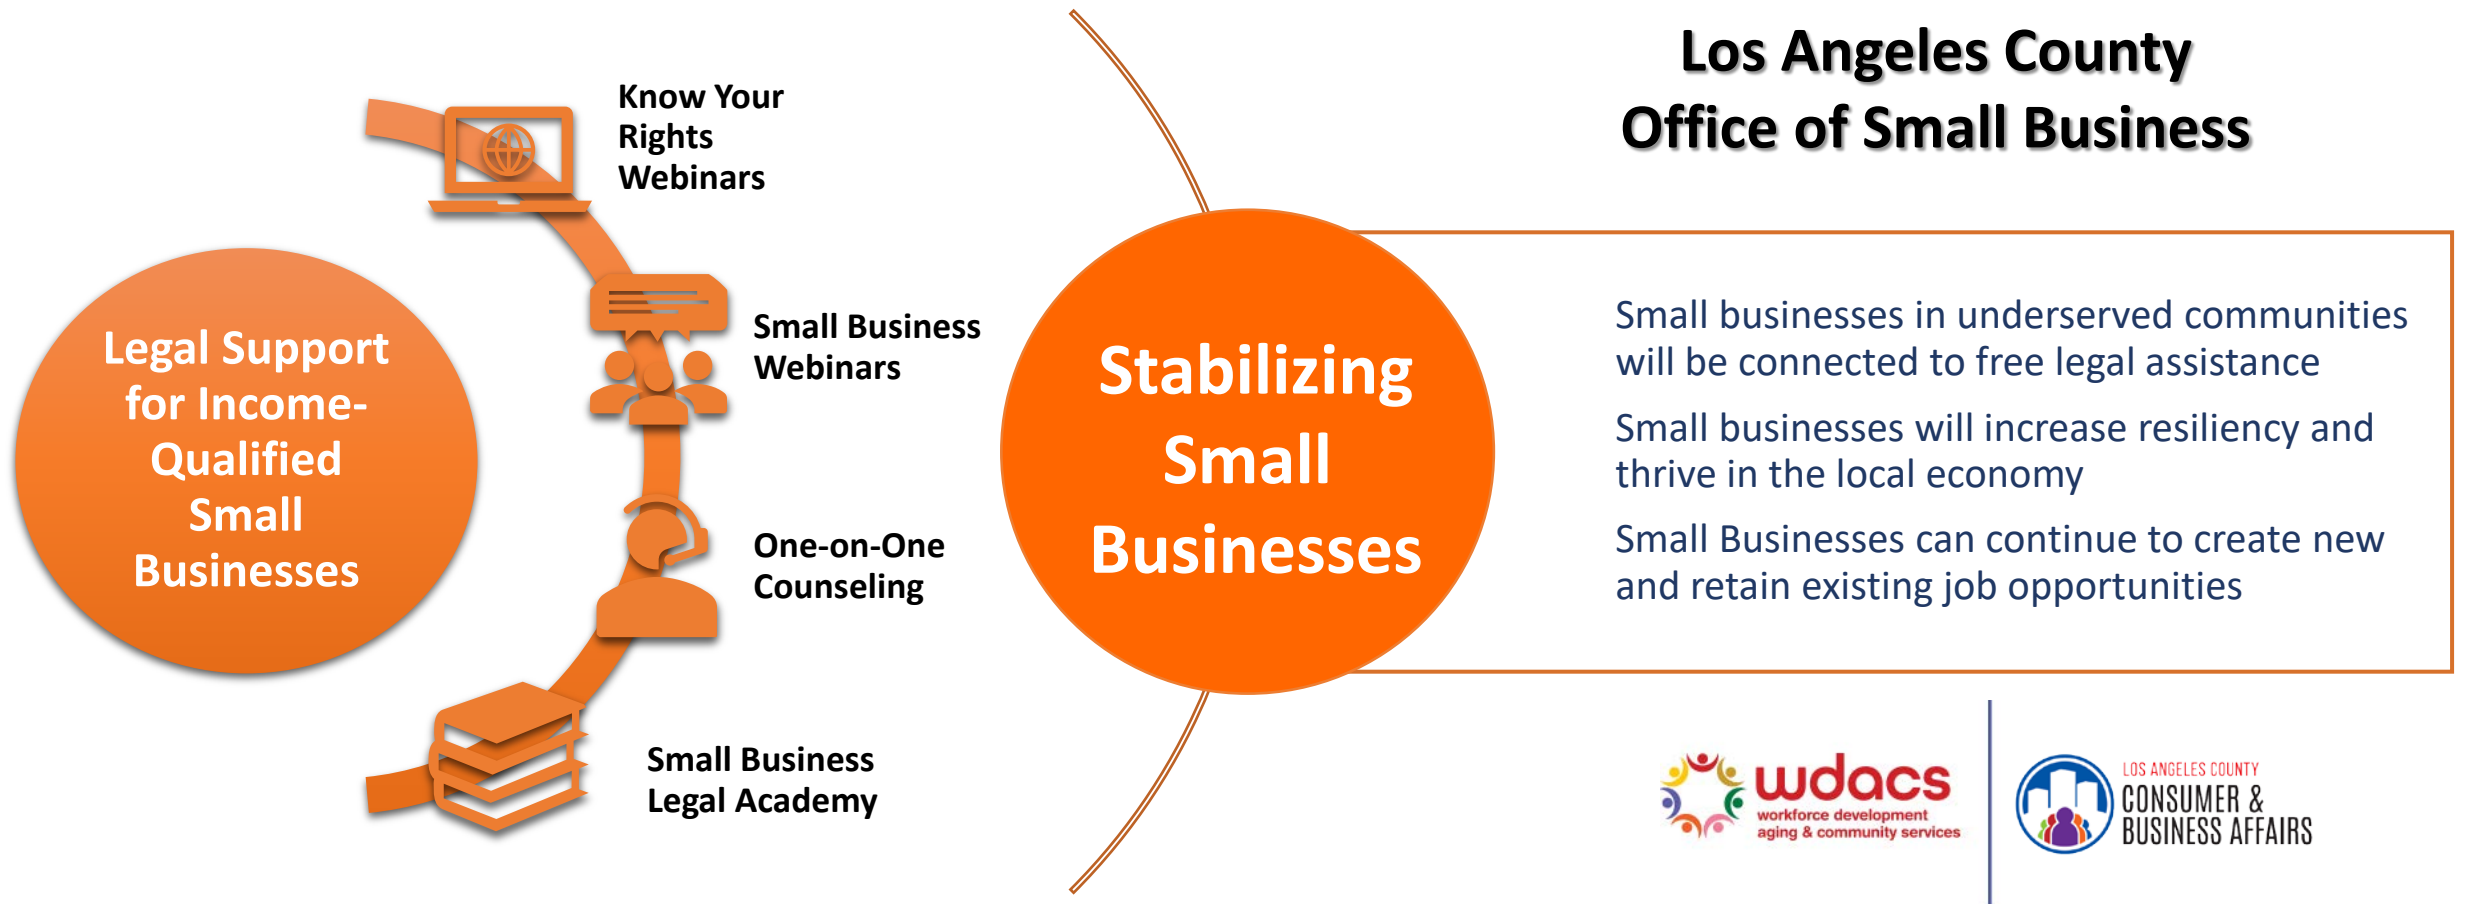 Legal Support
for Income-
Qualified
Small
Businesses
Know Your
Rights
Webinars
Small Business
Webinars
One-on-One
Counseling
Small Business
Legal Academy
Stabilizing
Small
Businesses
Los Angeles County
Office of Small Business
Small businesses in underserved communities
will be connected to free legal assistance
Small businesses will increase resiliency and
thrive in the local economy
Small Businesses can continue to create new
and retain existing job opportunities
wdacs
workforce development
aging & community services
LOS ANGELES COUNTY
CONSUMER &
BUSINESS AFFAIRS